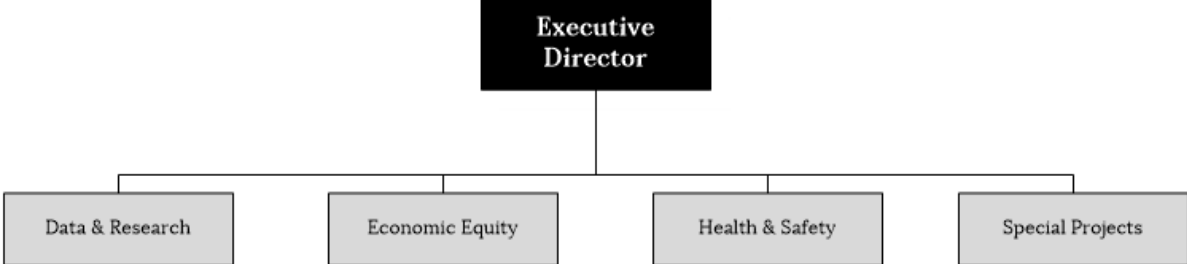 Executive
Director
Data & Research
Economic Equity
Health & Safety
Special Projects